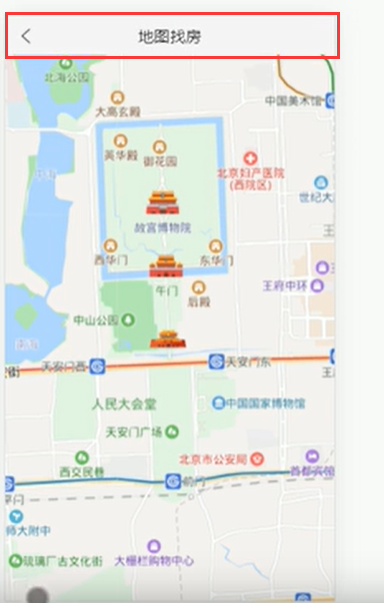 地图找房
北海公园
大高玄殿
中国美术馆
英华殿
御花园
北京妇产医院
(西院区)
中海
故宫博物院
西华门
东华门
午门
王府中环
后殿
中山公园
南海
天安门西
天安门东
人民大会堂
中国国家博物馆
天安门广场
北京市公安局
西交民巷
前门
师大附中
琉璃厂古文化街
大栅栏购物中心